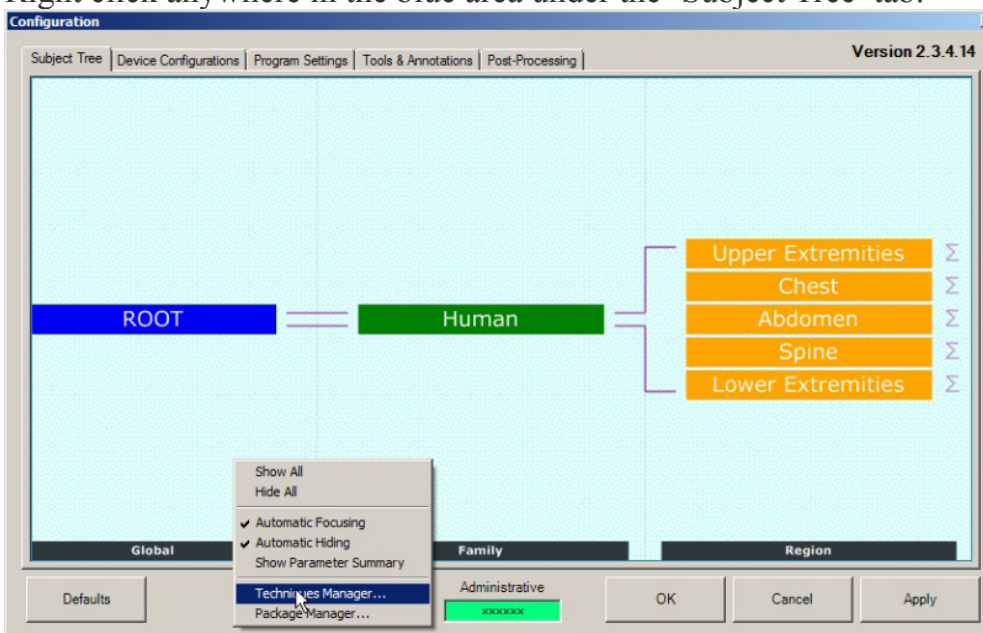 Right click anywhere in the blue area under the "Subject Tree" tab.
Configuration
Subject Tree Device Configurations Program Settings Tools & Annotations Post-Processing
Version 2.3.4.14
Upper Extremities Σ
Chest Σ
ROOT Human Abdomen Σ
Spine Σ
Lower Extremities Σ
Show All
Hide All
✓ Automatic Focusing
✓ Automatic Hiding
Show Parameter Summary
Techniques Manager...
Package Manager...
Global Family Region
Defaults
Administrative
xxxxxx
OK Cancel Apply